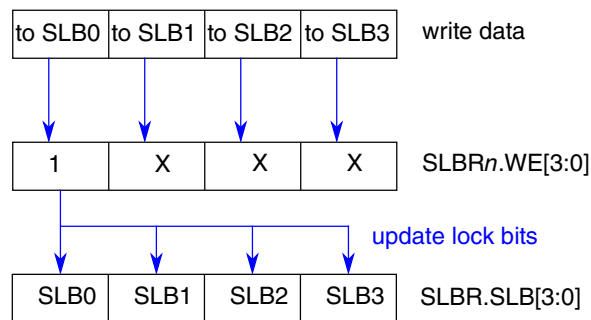 to SLB0 to SLB1 to SLB2 to SLB3 write data
1 X X X SLBRn.WE[3:0]
update lock bits
SLB0 SLB1 SLB2 SLB3 SLBR.SLB[3:0]